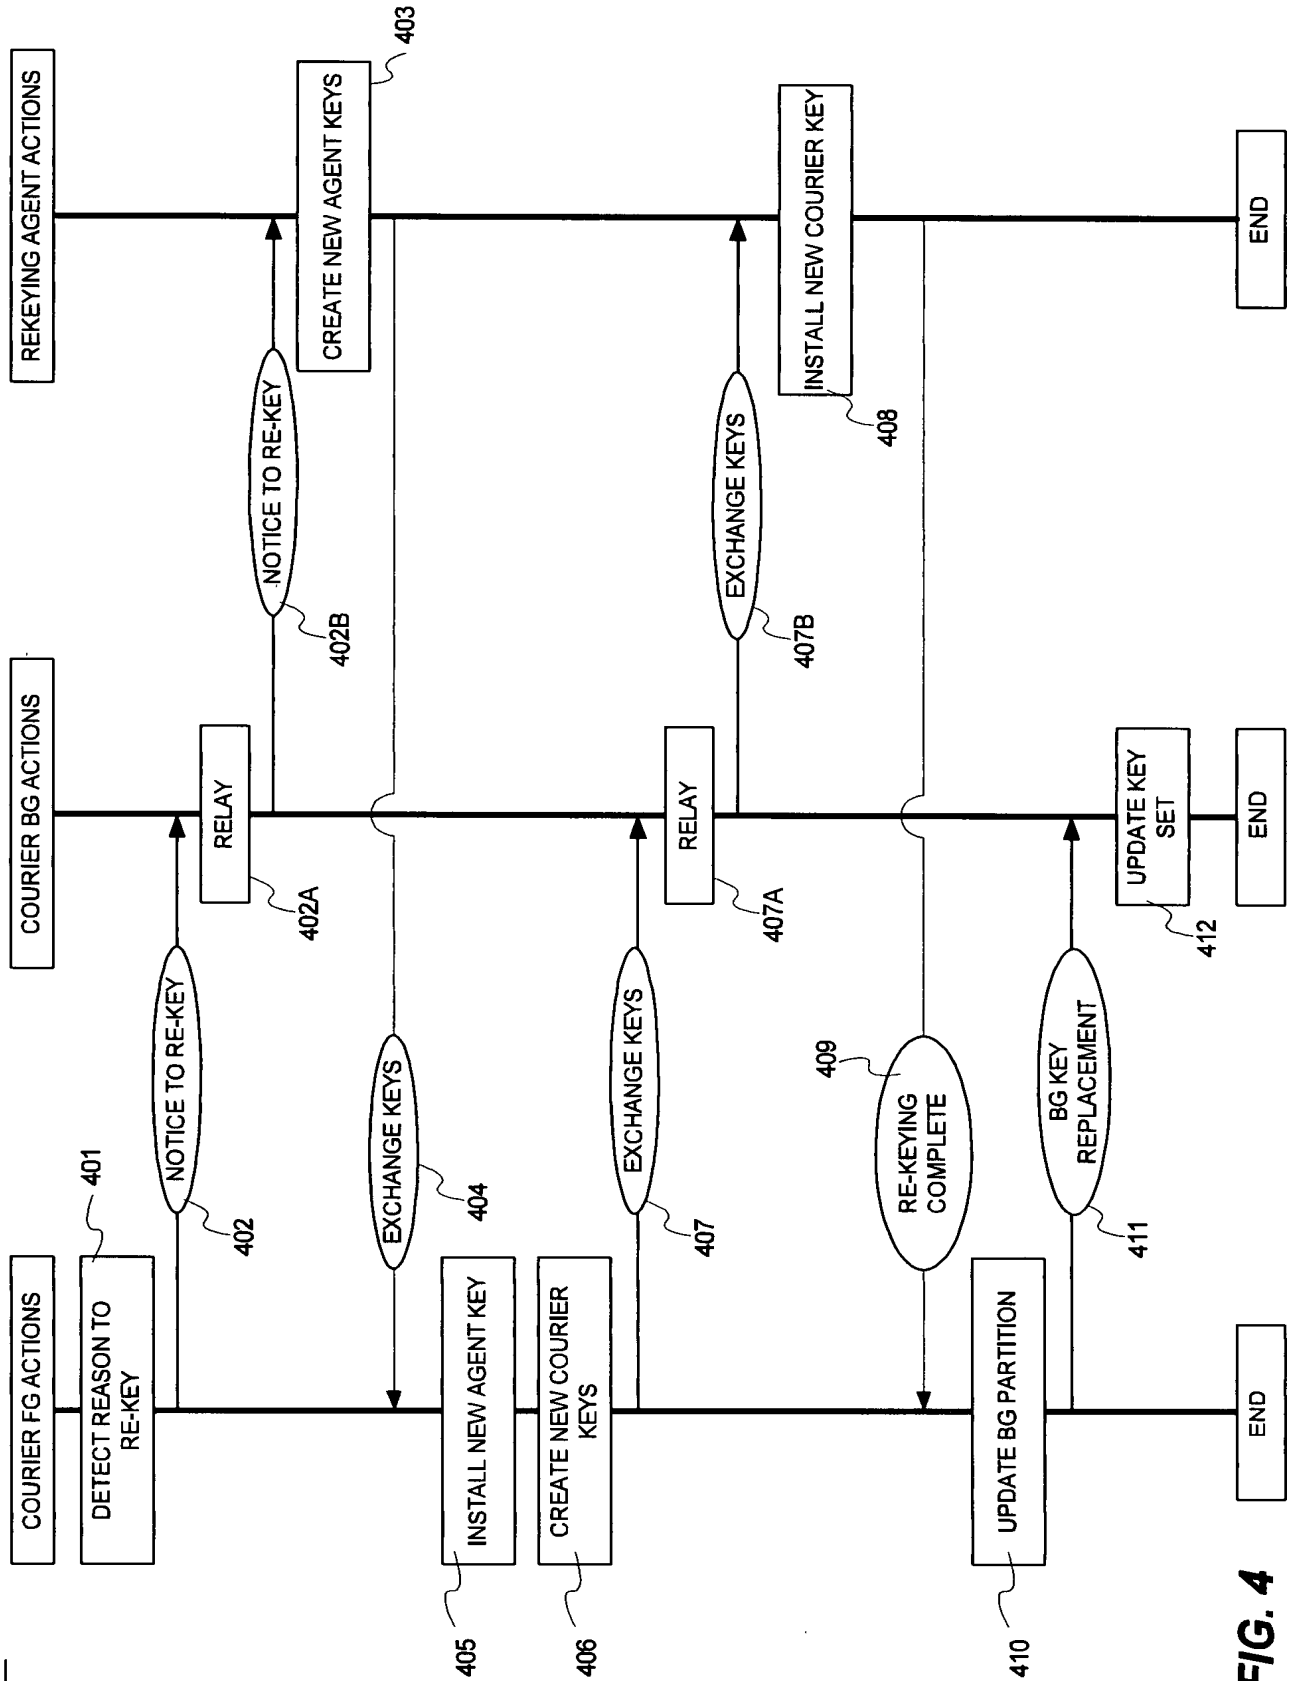 COURIER FG ACTIONS
COURIER BG ACTIONS
REKEYING AGENT ACTIONS
DETECT REASON TO
RE-KEY
401
NOTICE TO RE-KEY
402
RELAY
402A
NOTICE TO RE-KEY
402B
CREATE NEW AGENT KEYS
403
EXCHANGE KEYS
404
INSTALL NEW AGENT KEY
405
CREATE NEW COURIER
KEYS
406
EXCHANGE KEYS
407
RELAY
407A
EXCHANGE KEYS
407B
INSTALL NEW COURIER KEY
408
RE-KEYING
COMPLETE
409
UPDATE BG PARTITION
410
BG KEY
REPLACEMENT
411
UPDATE KEY
SET
412
END
END
END
FIG. 4